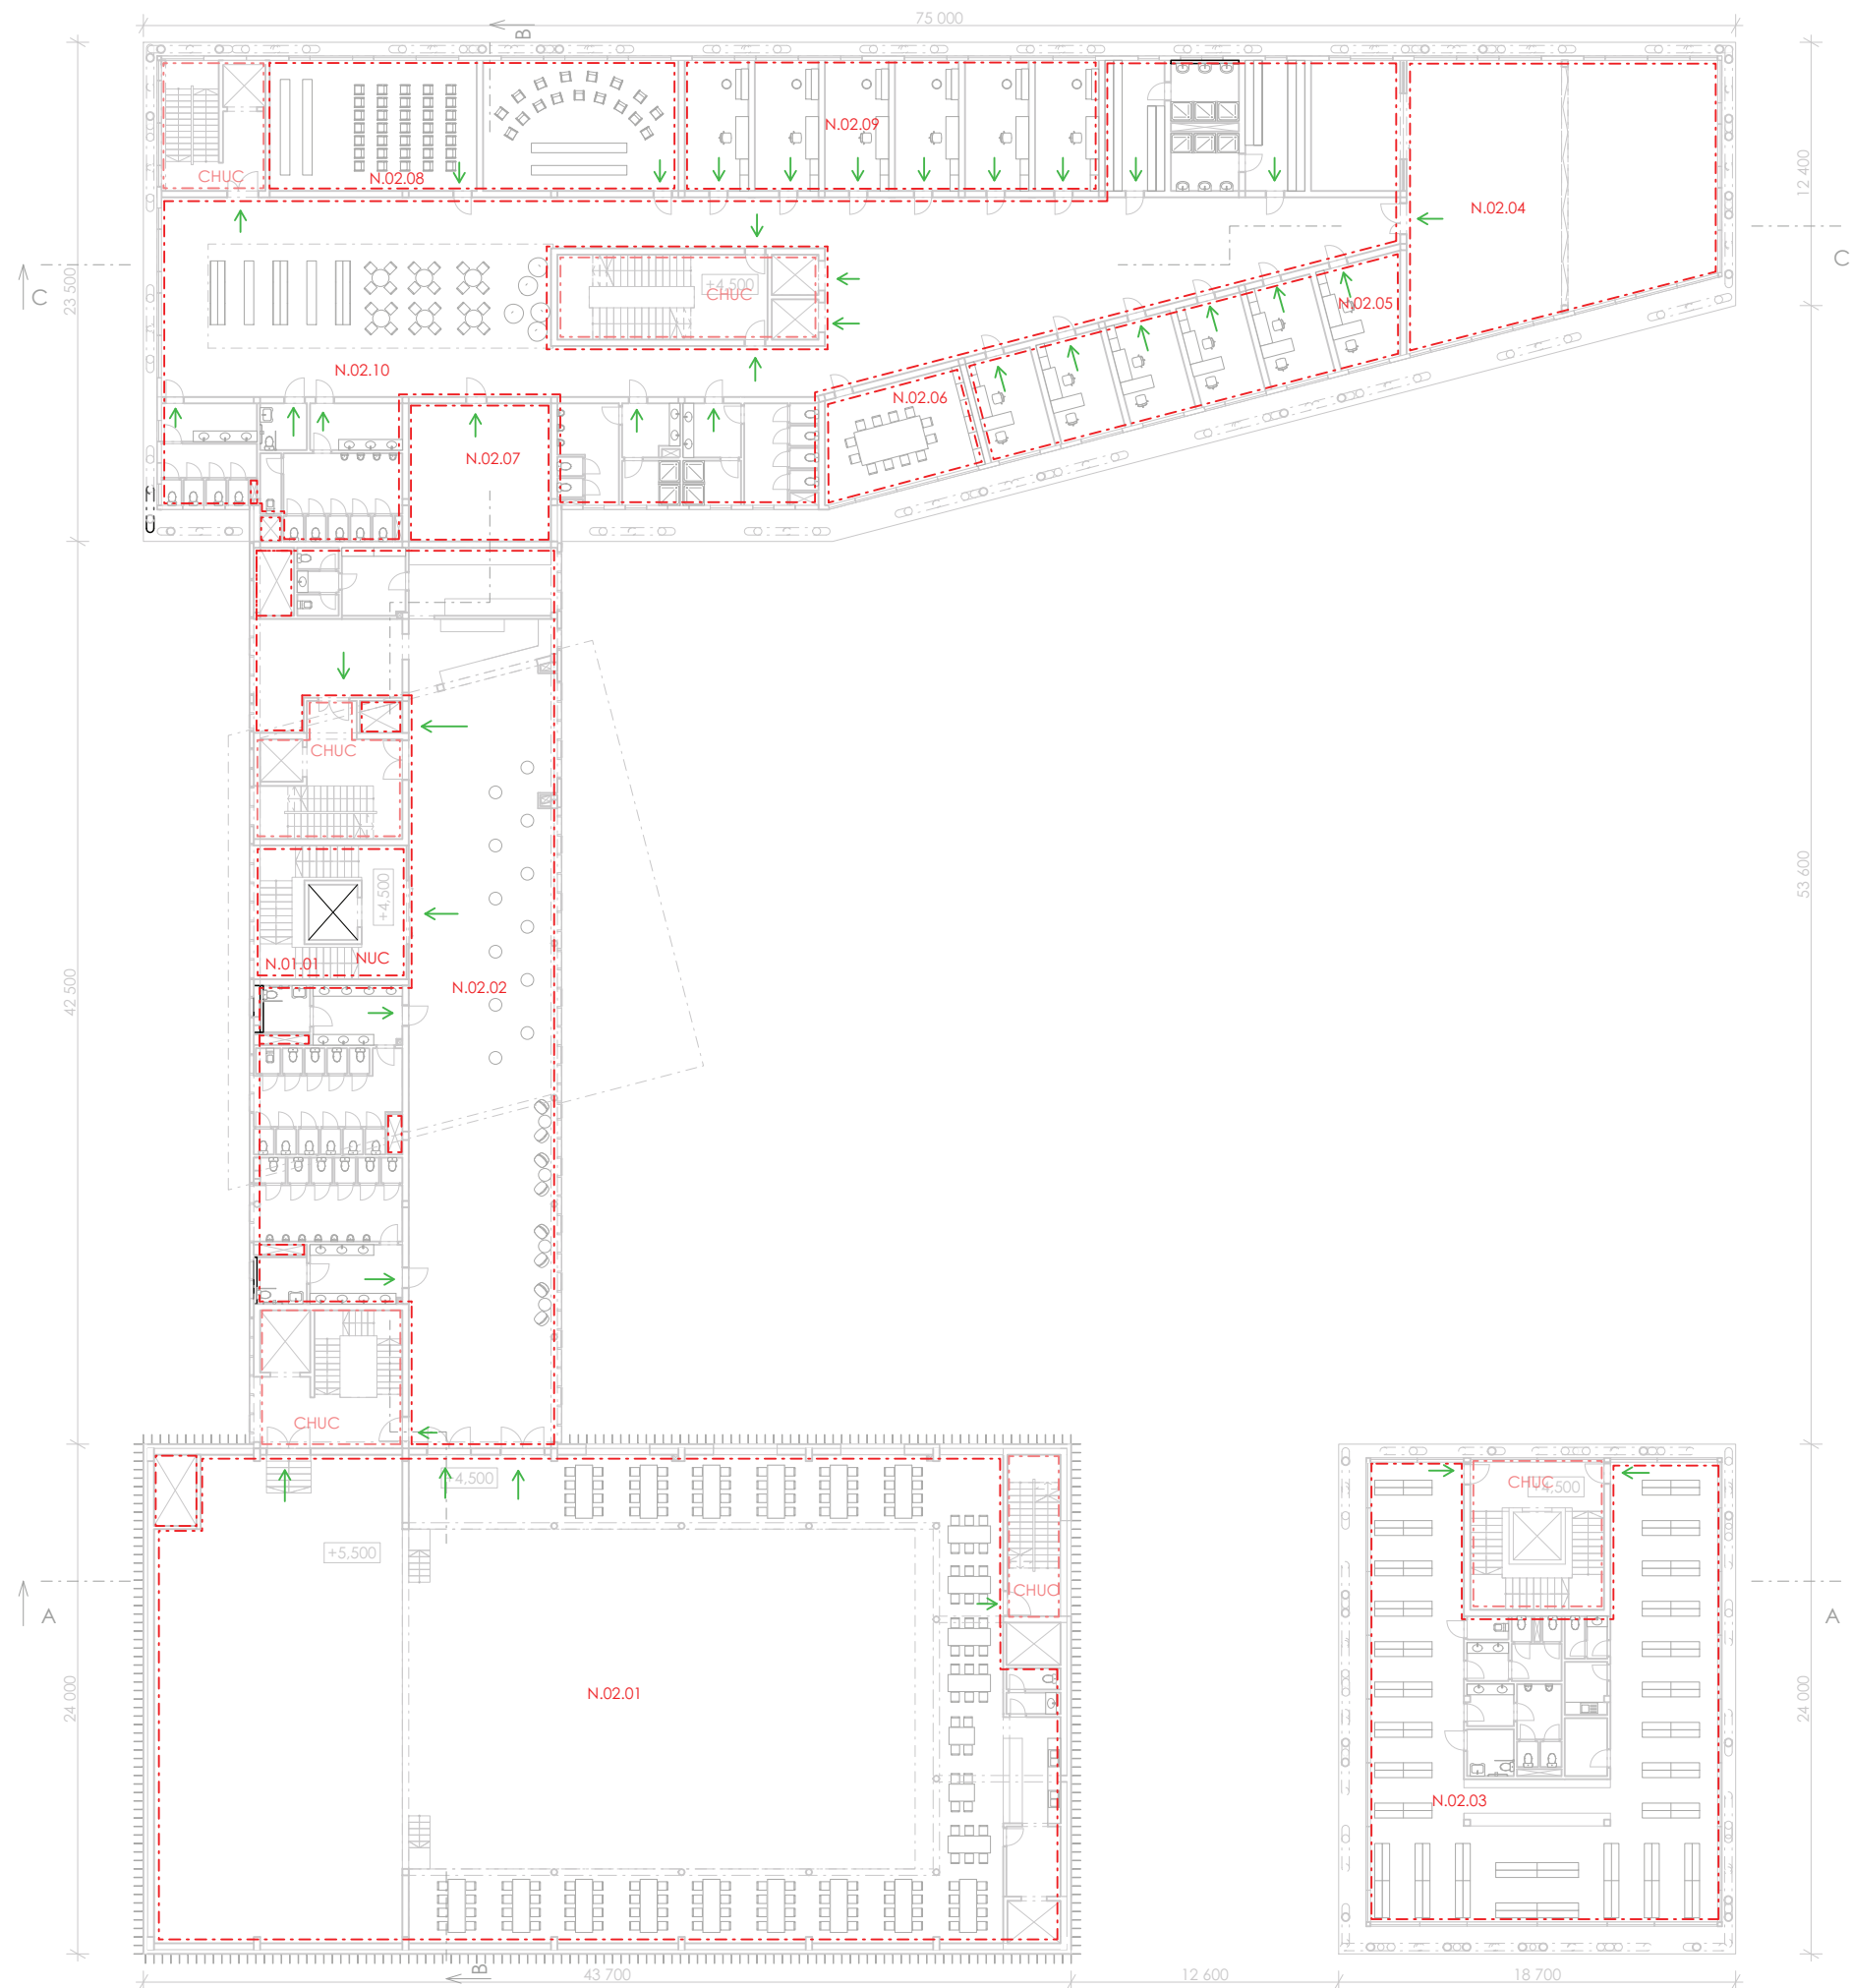 75 000
B
12 400
N.02.09
CHUC
N.02.08
N.02.04
C
C
23 500
+4,500
CHUC
N.02.05
N.02.10
N.02.06
N.02.07
CHUC
53 600
+4,500
N.01.01
NUC
N.02.02
42 500
CHUC
+4,500
CHUC
+4,500
+5,500
CHUC
A
A
24 000
N.02.01
24 000
N.02.03
B
43 700
12 600
18 700